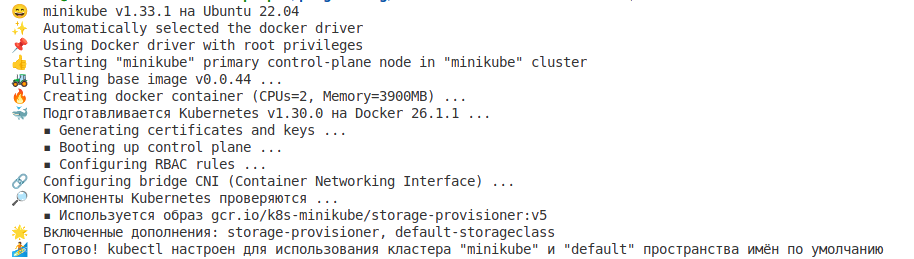 😄 minikube v1.33.1 на Ubuntu 22.04
✨ Automatically selected the docker driver
📌 Using Docker driver with root privileges
👍 Starting "minikube" primary control-plane node in "minikube" cluster
🚜 Pulling base image v0.0.44 ...
🔥 Creating docker container (CPUs=2, Memory=3900MB) ...
🐳 Подготавливается Kubernetes v1.30.0 на Docker 26.1.1 ...
▪ Generating certificates and keys ...
▪ Booting up control plane ...
▪ Configuring RBAC rules ...
🔗 Configuring bridge CNI (Container Networking Interface) ...
🔎 Компоненты Kubernetes проверяются ...
▪ Используется образ gcr.io/k8s-minikube/storage-provisioner:v5
🌟 Включенные дополнения: storage-provisioner, default-storageclass
🏄 Готово! kubectl настроен для использования кластера "minikube" и "default" пространства имён по умолчанию